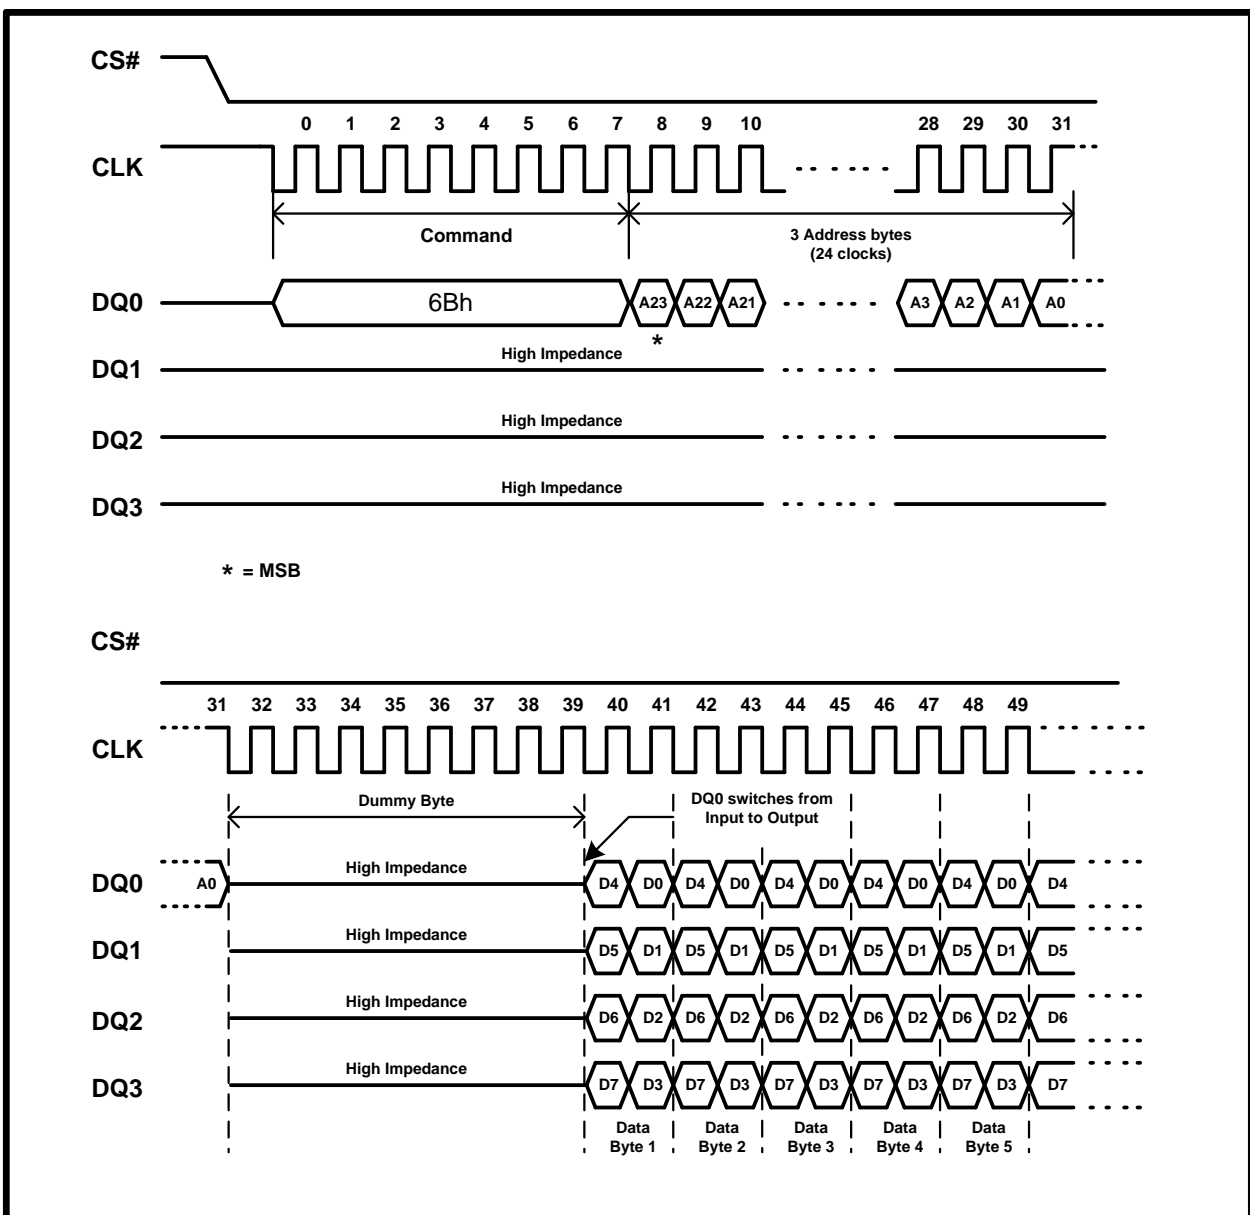 CS#
0 1 2 3 4 5 6 7 8 9 10 28 29 30 31
CLK
Command
3 Address bytes
(24 clocks)
DQ0 6Bh A23 A22 A21 A3 A2 A1 A0
*
High Impedance
DQ1
High Impedance
DQ2
High Impedance
DQ3
* = MSB
CS#
31 32 33 34 35 36 37 38 39 40 41 42 43 44 45 46 47 48 49
CLK
Dummy Byte
DQ0 switches from
Input to Output
High Impedance
DQ0 A0 D4 D0 D4 D0 D4 D0 D4 D0 D4 D0 D4
High Impedance
DQ1 D5 D1 D5 D1 D5 D1 D5 D1 D5 D1 D5
High Impedance
DQ2 D6 D2 D6 D2 D6 D2 D6 D2 D6 D2 D6
High Impedance
DQ3 D7 D3 D7 D3 D7 D3 D7 D3 D7 D3 D7
Data Data Data Data Data
Byte 1 Byte 2 Byte 3 Byte 4 Byte 5